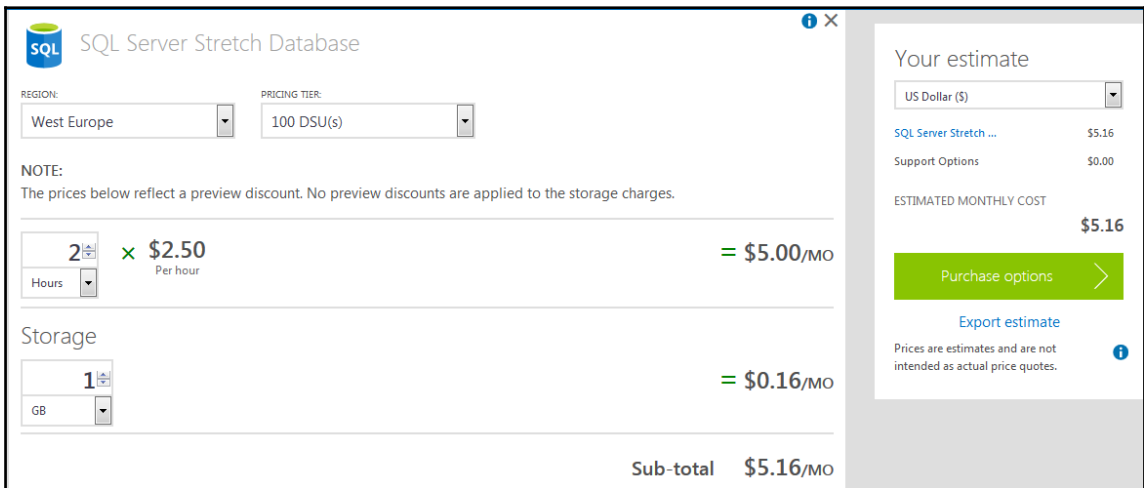 SQL
SQL Server Stretch Database
REGION:
PRICING TIER:
West Europe
100 DSU(s)
NOTE:
The prices below reflect a preview discount. No preview discounts are applied to the storage charges.
2 × $2.50 = $5.00/MO
Per hour
Hours
Storage
1 = $0.16/MO
GB
Sub-total $5.16/MO
Your estimate
US Dollar ($)
SQL Server Stretch ... $5.16
Support Options $0.00
ESTIMATED MONTHLY COST
$5.16
Purchase options
Export estimate
Prices are estimates and are not
intended as actual price quotes.